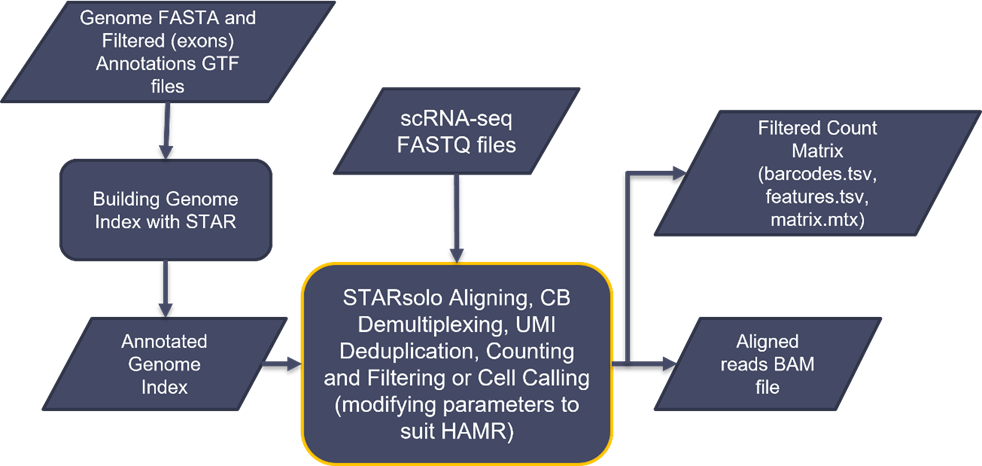 Genome FASTA and
Filtered (exons)
Annotations GTF
files
Building Genome
Index with STAR
Annotated
Genome
Index
scRNA-seq
FASTQ files
STARsolo Aligning, CB
Demultiplexing, UMI
Deduplication, Counting
and Filtering or Cell Calling
(modifying parameters to
suit HAMR)
Filtered Count
Matrix
(barcodes.tsv,
features.tsv,
matrix.mtx)
Aligned
reads BAM
file